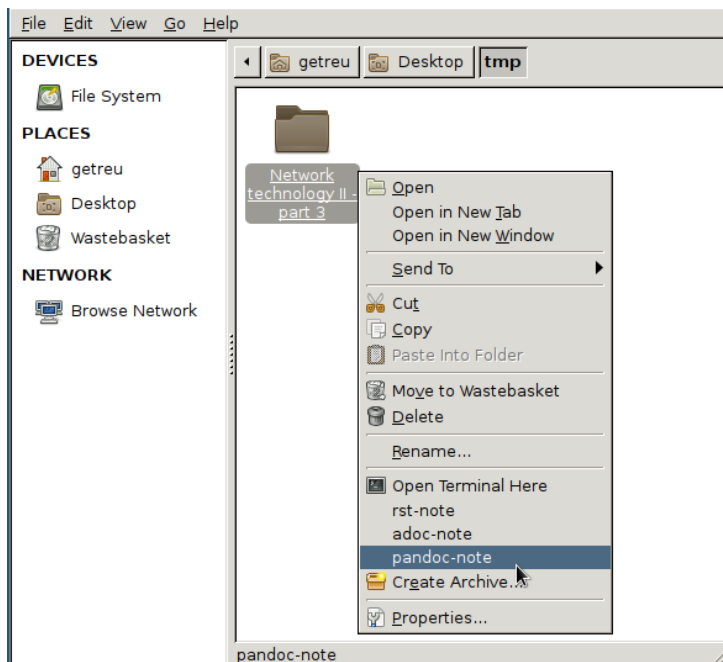 File Edit View Go Help
DEVICES
File System
PLACES
getreu
Desktop
Wastebasket
NETWORK
Browse Network
getreu Desktop tmp
Network
technology II -
part 3
Open
Open in New Tab
Open in New Window
Send To
Cut
Copy
Paste Into Folder
Move to Wastebasket
Delete
Rename...
Open Terminal Here
rst-note
adoc-note
pandoc-note
Create Archive...
Properties...
pandoc-note